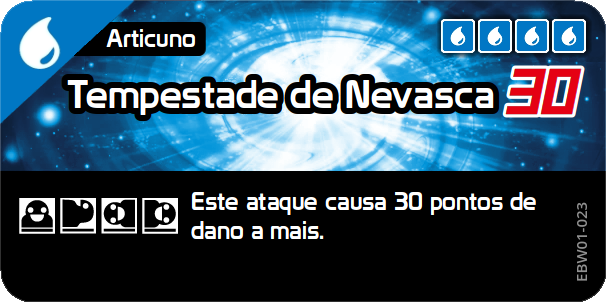 Articuno
Tempestade de Nevasca 30
Este ataque causa 30 pontos de
dano a mais.
EBW01-023